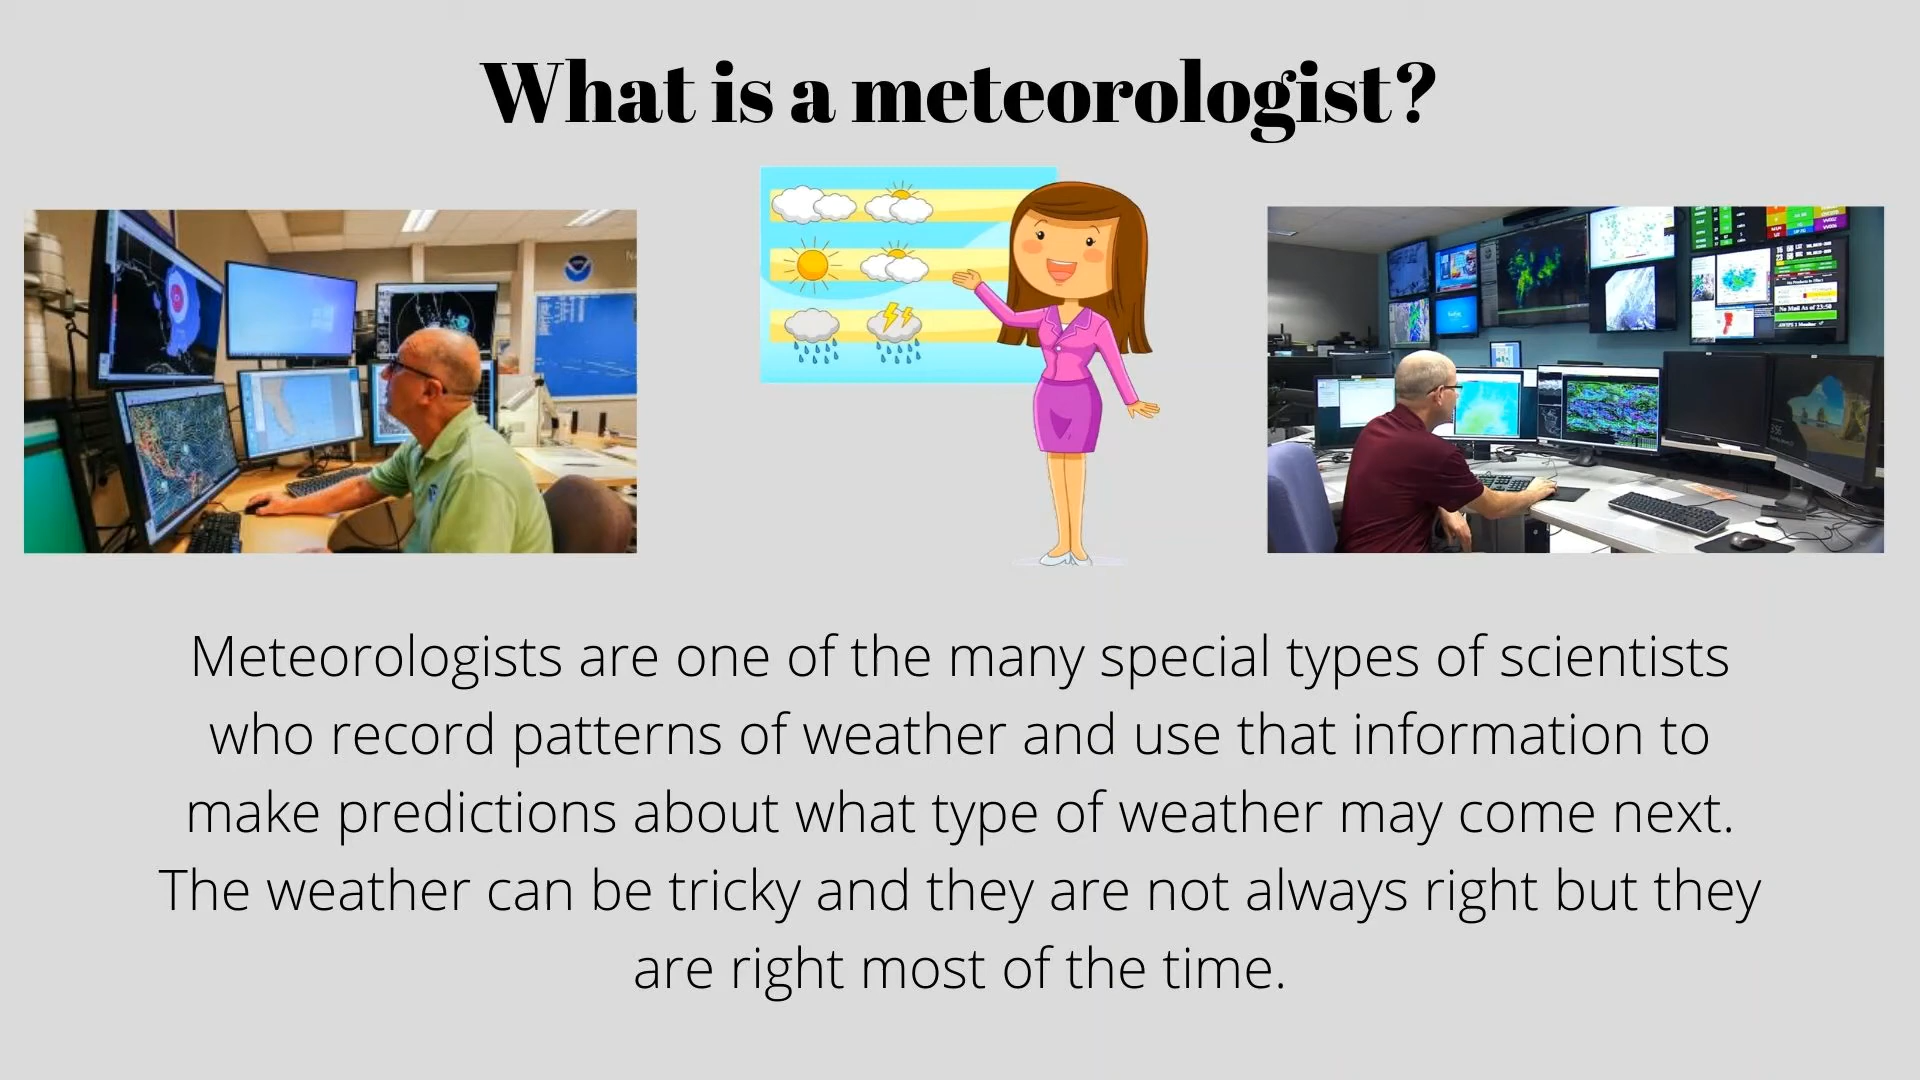 What is a meteorologist?
Meteorologists are one of the many special types of scientists
who record patterns of weather and use that information to
make predictions about what type of weather may come next.
The weather can be tricky and they are not always right but they
are right most of the time.